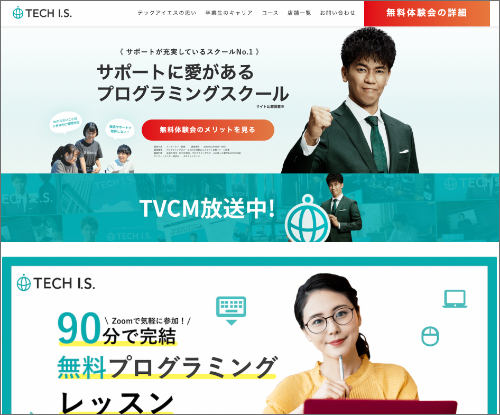 TECH I.S.
テックアイエスの思い 卒業生のキャリア コース 店舗一覧 お問い合わせ
無料体験会の詳細
《 サポートが充実しているスクールNo.1 》
サポートに愛がある
プログラミングスクール
無料体験会のメリットを見る
TVCM放送中!
TECH I.S.
\ Zoomで気軽に参加！/
90分で完結
無料プログラミング
レッスン